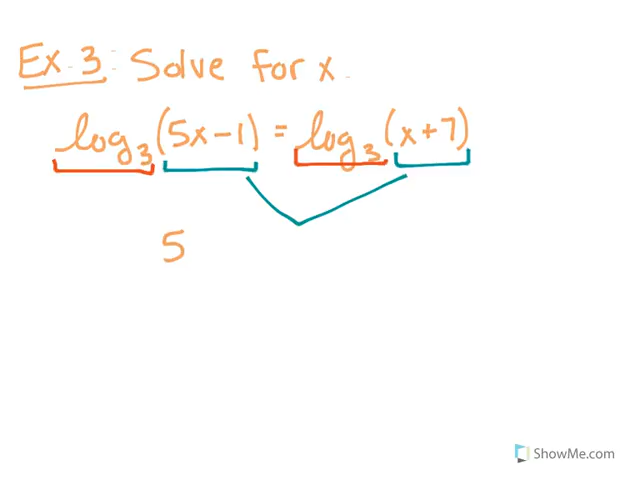 Ex. 3: Solve for x.
log₃(5x-1) = log₃(x+7)
5
ShowMe.com